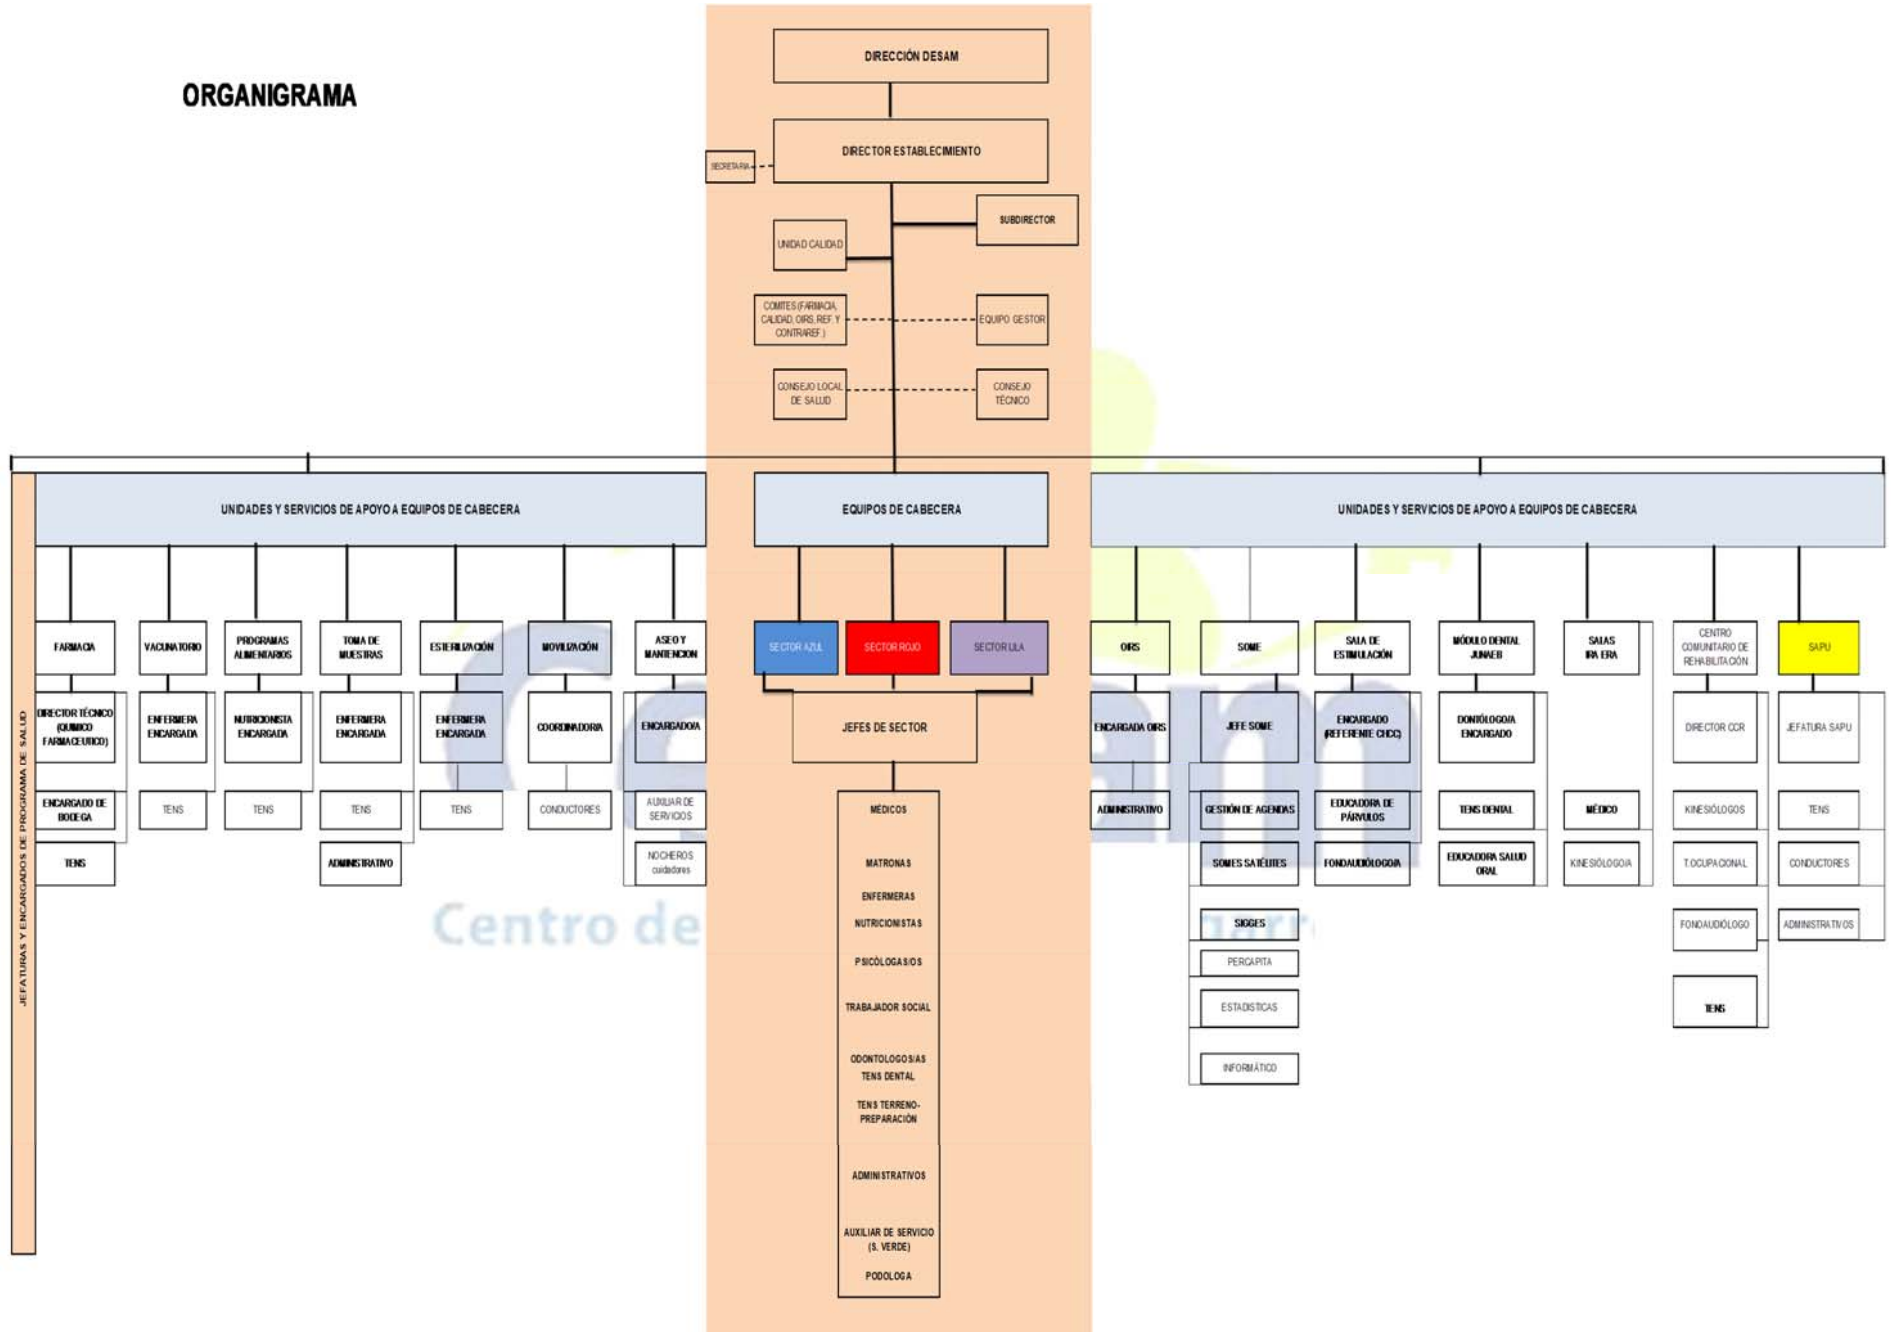 ORGANIGRAMA
DIRECCIÓN DESAM
DIRECTOR ESTABLECIMIENTO
SECRETARIA
SUBDIRECTOR
UNIDAD CALIDAD
COMITES (FARMACIA,
CALIDAD, OIRS, REF. Y
CONTRAREF.)
EQUIPO GESTOR
CONSEJO LOCAL
DE SALUD
CONSEJO
TÉCNICO
JEFATURAS Y ENCARGADOS DE PROGRAMA DE SALUD
UNIDADES Y SERVICIOS DE APOYO A EQUIPOS DE CABECERA
EQUIPOS DE CABECERA
UNIDADES Y SERVICIOS DE APOYO A EQUIPOS DE CABECERA
FARMACIA
DIRECTOR TÉCNICO
(QUIMICO
FARMACEUTICO)
ENCARGADO DE
BODEGA
TENS
VACUNATORIO
ENFERMERA
ENCARGADA
TENS
PROGRAMAS
ALIMENTARIOS
NUTRICIONISTA
ENCARGADA
TENS
TOMA DE
MUESTRAS
ENFERMERA
ENCARGADA
TENS
ADMINISTRATIVO
ESTERILIZACIÓN
ENFERMERA
ENCARGADA
TENS
MOVILIZACIÓN
COORDINADOR/A
CONDUCTORES
ASEO Y
MANTENCION
ENCARGADO/A
AUXILIAR DE
SERVICIOS
NOCHEROS
cuidadores
SECTOR AZUL
SECTOR ROJO
SECTOR LILA
JEFES DE SECTOR
MÉDICOS
MATRONAS
ENFERMERAS
NUTRICIONISTAS
PSICÓLOGAS/OS
TRABAJADOR SOCIAL
ODONTOLOGOS/AS
TENS DENTAL
TENS TERRENO-
PREPARACIÓN
ADMINISTRATIVOS
AUXILIAR DE SERVICIO
(S. VERDE)
PODOLOGA
OIRS
ENCARGADA OIRS
ADMINISTRATIVO
SOME
JEFE SOME
GESTIÓN DE AGENDAS
SOMES SATÉLITES
SIGGES
PERCAPITA
ESTADISTICAS
INFORMÁTICO
SALA DE
ESTIMULACIÓN
ENCARGADO
(REFERENTE CHCC)
EDUCADORA DE
PÁRVULOS
FONOAUDIÓLOGO/A
MÓDULO DENTAL
JUNAEB
DONTÓLOGO/A
ENCARGADO
TENS DENTAL
EDUCADORA SALUD
ORAL
SALAS
IRA ERA
MÉDICO
KINESIÓLOGO/A
CENTRO
COMUNITARIO DE
REHABILITACIÓN
DIRECTOR CCR
KINESIÓLOGOS
T.OCUPACIONAL
FONOAUDIÓLOGO
TENS
SAPU
JEFATURA SAPU
TENS
CONDUCTORES
ADMINISTRATIVOS
Centro de